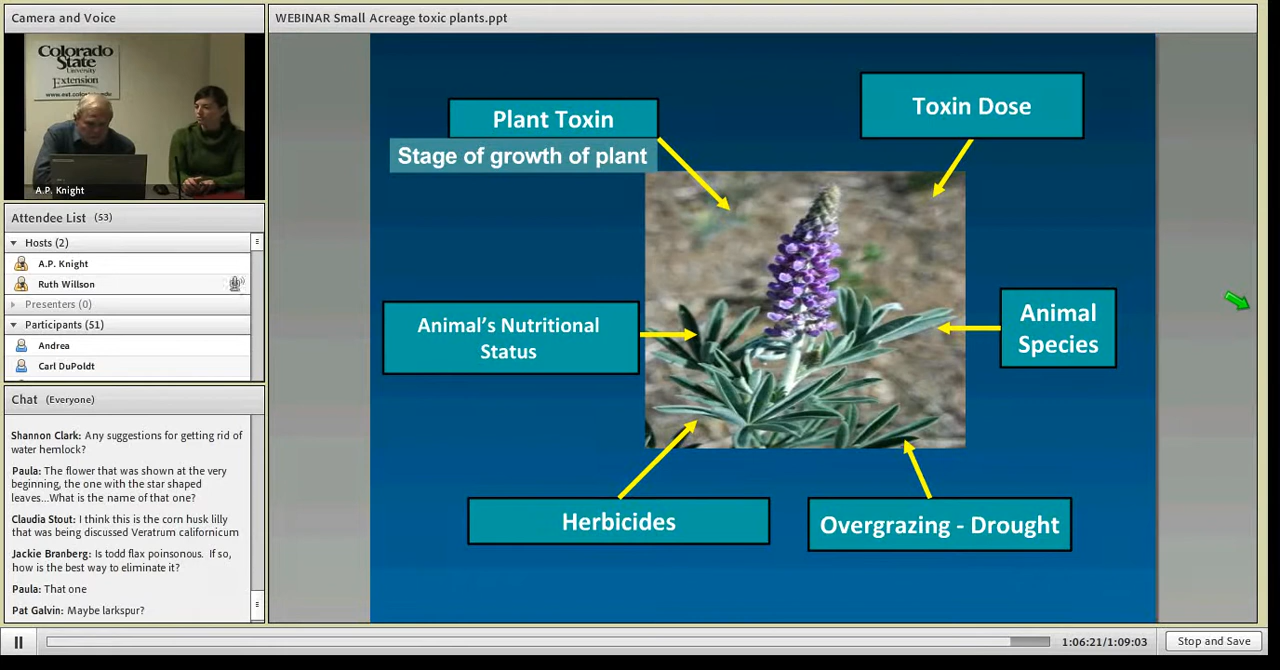 Camera and Voice
Colorado
State
University
Extension
A.P. Knight
Attendee List (53)
Hosts (2)
A.P. Knight
Ruth Willson
Presenters (0)
Participants (51)
Andrea
Carl DuPoldt
Chat (Everyone)
Shannon Clark: Any suggestions for getting rid of
water hemlock?
Paula: The flower that was shown at the very
beginning, the one with the star shaped
leaves...What is the name of that one?
Claudia Stout: I think this is the corn husk lilly
that was being discussed Veratrum californicum
Jackie Branberg: Is todd flax poinsonous. If so,
how is the best way to eliminate it?
Paula: That one
Pat Galvin: Maybe larkspur?
WEBINAR Small Acreage toxic plants.ppt
Plant Toxin
Stage of growth of plant
Toxin Dose
Animal's Nutritional
Status
Animal
Species
Herbicides
Overgrazing - Drought
1:06:21/1:09:03
Stop and Save